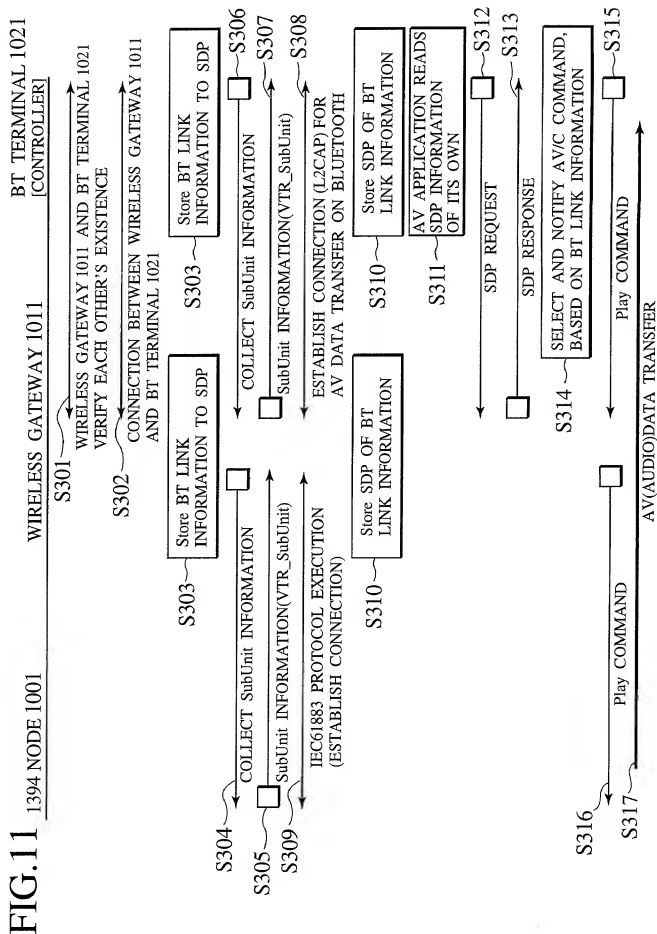 FIG.11
1394 NODE 1001
WIRELESS GATEWAY 1011
BT TERMINAL 1021
[CONTROLLER]
S301
WIRELESS GATEWAY 1011 AND BT TERMINAL 1021
VERIFY EACH OTHER'S EXISTENCE
S302
CONNECTION BETWEEN WIRELESS GATEWAY 1011
AND BT TERMINAL 1021
S303
Store BT LINK
INFORMATION TO SDP
S303
Store BT LINK
INFORMATION TO SDP
S304
COLLECT SubUnit INFORMATION
S306
COLLECT SubUnit INFORMATION
S305
SubUnit INFORMATION(VTR_SubUnit)
S307
SubUnit INFORMATION(VTR_SubUnit)
S309
IEC61883 PROTOCOL EXECUTION
(ESTABLISH CONNECTION)
S308
ESTABLISH CONNECTION (L2CAP) FOR
AV DATA TRANSFER ON BLUETOOTH
S310
Store SDP OF BT
LINK INFORMATION
S310
Store SDP OF BT
LINK INFORMATION
S311
AV APPLICATION READS
SDP INFORMATION
OF ITS OWN
S312
SDP REQUEST
S313
SDP RESPONSE
S314
SELECT AND NOTIFY AV/C COMMAND,
BASED ON BT LINK INFORMATION
S315
Play COMMAND
S316
Play COMMAND
S317
AV(AUDIO)DATA TRANSFER